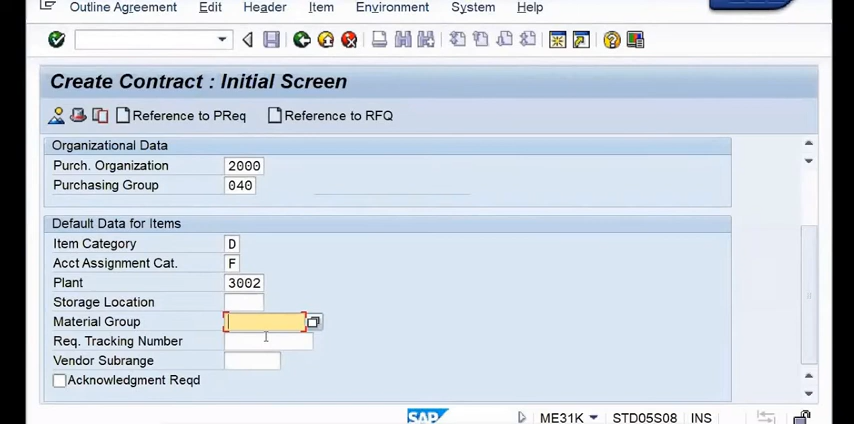 Outline Agreement Edit Header Item Environment System Help
Create Contract : Initial Screen
Reference to PReq Reference to RFQ
Organizational Data
Purch. Organization 2000
Purchasing Group 040
Default Data for Items
Item Category D
Acct Assignment Cat. F
Plant 3002
Storage Location
Material Group
Req. Tracking Number
Vendor Subrange
Acknowledgment Reqd
SAP ME31K STD05S08 INS